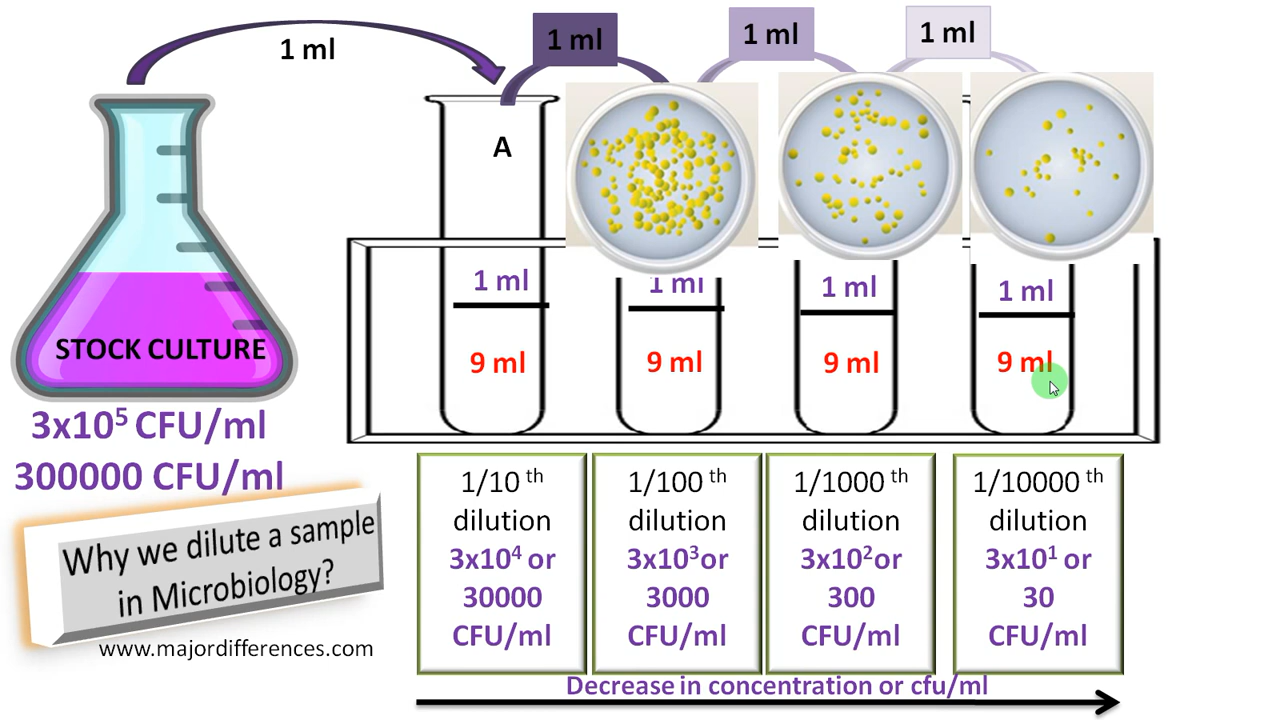 1 ml
1 ml
1 ml
1 ml
A
1 ml
1 ml
1 ml
1 ml
9 ml
9 ml
9 ml
9 ml
STOCK CULTURE
3x10⁵ CFU/ml
300000 CFU/ml
Why we dilute a sample
in Microbiology?
www.majordifferences.com
1/10 th
dilution
3x10⁴ or
30000
CFU/ml
1/100 th
dilution
3x10³or
3000
CFU/ml
1/1000 th
dilution
3x10²or
300
CFU/ml
1/10000 th
dilution
3x10¹ or
30
CFU/ml
Decrease in concentration or cfu/ml